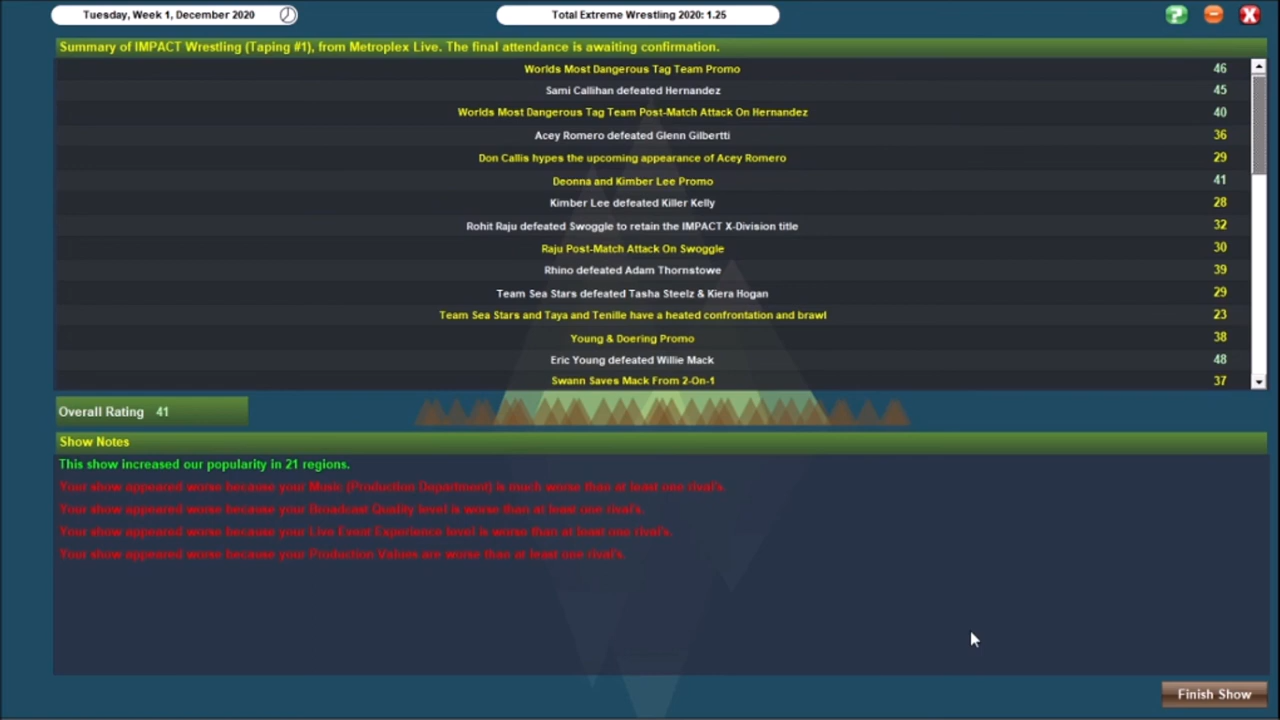 Tuesday, Week 1, December 2020
Total Extreme Wrestling 2020: 1.25
?
X
Summary of IMPACT Wrestling (Taping #1), from Metroplex Live. The final attendance is awaiting confirmation.
Worlds Most Dangerous Tag Team Promo 46
Sami Callihan defeated Hernandez 45
Worlds Most Dangerous Tag Team Post-Match Attack On Hernandez 40
Acey Romero defeated Glenn Gilbertti 36
Don Callis hypes the upcoming appearance of Acey Romero 29
Deonna and Kimber Lee Promo 41
Kimber Lee defeated Killer Kelly 28
Rohit Raju defeated Swoggle to retain the IMPACT X-Division title 32
Raju Post-Match Attack On Swoggle 30
Rhino defeated Adam Thornstowe 39
Team Sea Stars defeated Tasha Steelz & Kiera Hogan 29
Team Sea Stars and Taya and Tenille have a heated confrontation and brawl 23
Young & Doering Promo 38
Eric Young defeated Willie Mack 48
Swann Saves Mack From 2-On-1 37
Overall Rating 41
Show Notes
This show increased our popularity in 21 regions.
Your show appeared worse because your Music (Production Department) is much worse than at least one rival's.
Your show appeared worse because your Broadcast Quality level is worse than at least one rival's.
Your show appeared worse because your Live Event Experience level is worse than at least one rival's.
Your show appeared worse because your Production Values are worse than at least one rival's.
Finish Show